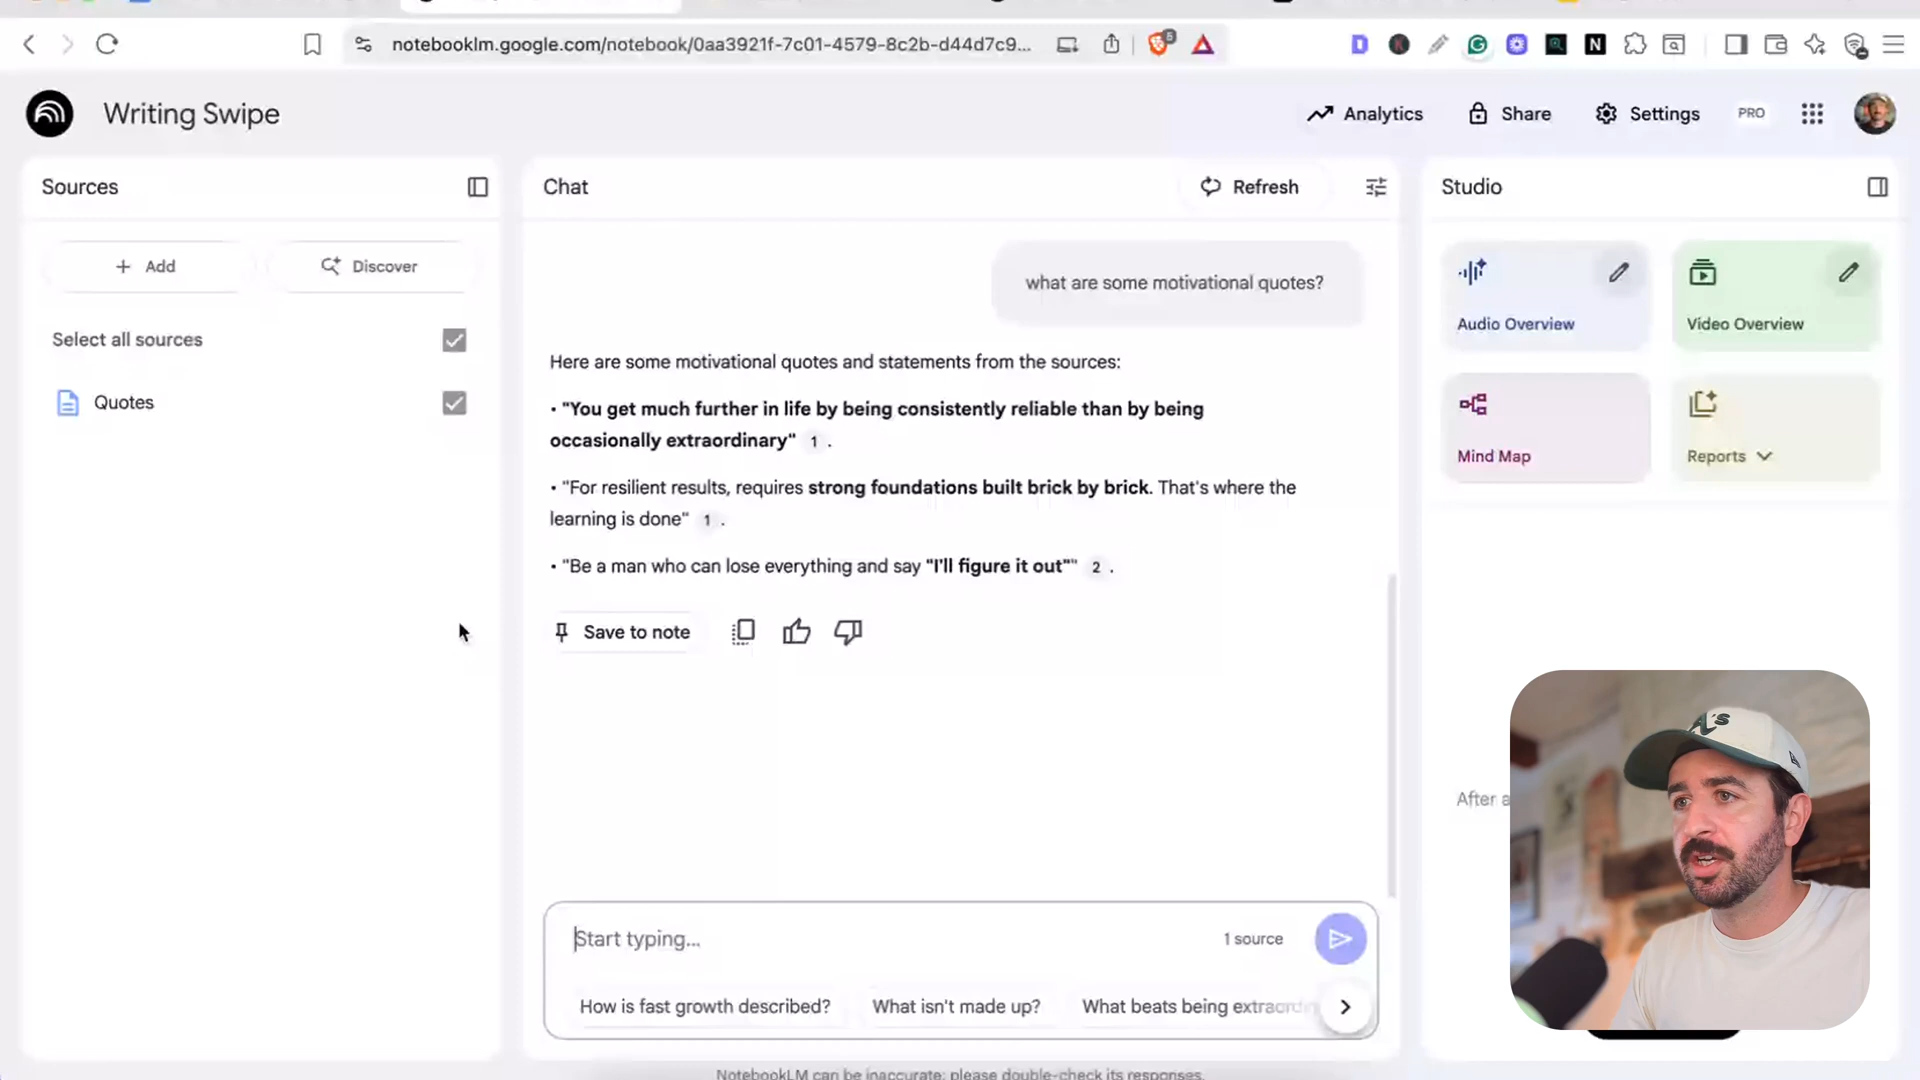 notebooklm.google.com/notebook/0aa3921f-7c01-4579-8c2b-d44d7c9...
5
Writing Swipe
Analytics
Share
Settings
PRO
Sources
Chat
Refresh
Studio
+ Add
Discover
Select all sources
Quotes
what are some motivational quotes?
Here are some motivational quotes and statements from the sources:
• "You get much further in life by being consistently reliable than by being
occasionally extraordinary" 1 .
• "For resilient results, requires strong foundations built brick by brick. That's where the
learning is done" 1 .
• "Be a man who can lose everything and say "I'll figure it out"" 2 .
Save to note
Audio Overview
Video Overview
Mind Map
Reports
After
A's
Start typing...
1 source
How is fast growth described?
What isn't made up?
What beats being
NotebookLM can be inaccurate; please double-check its responses.